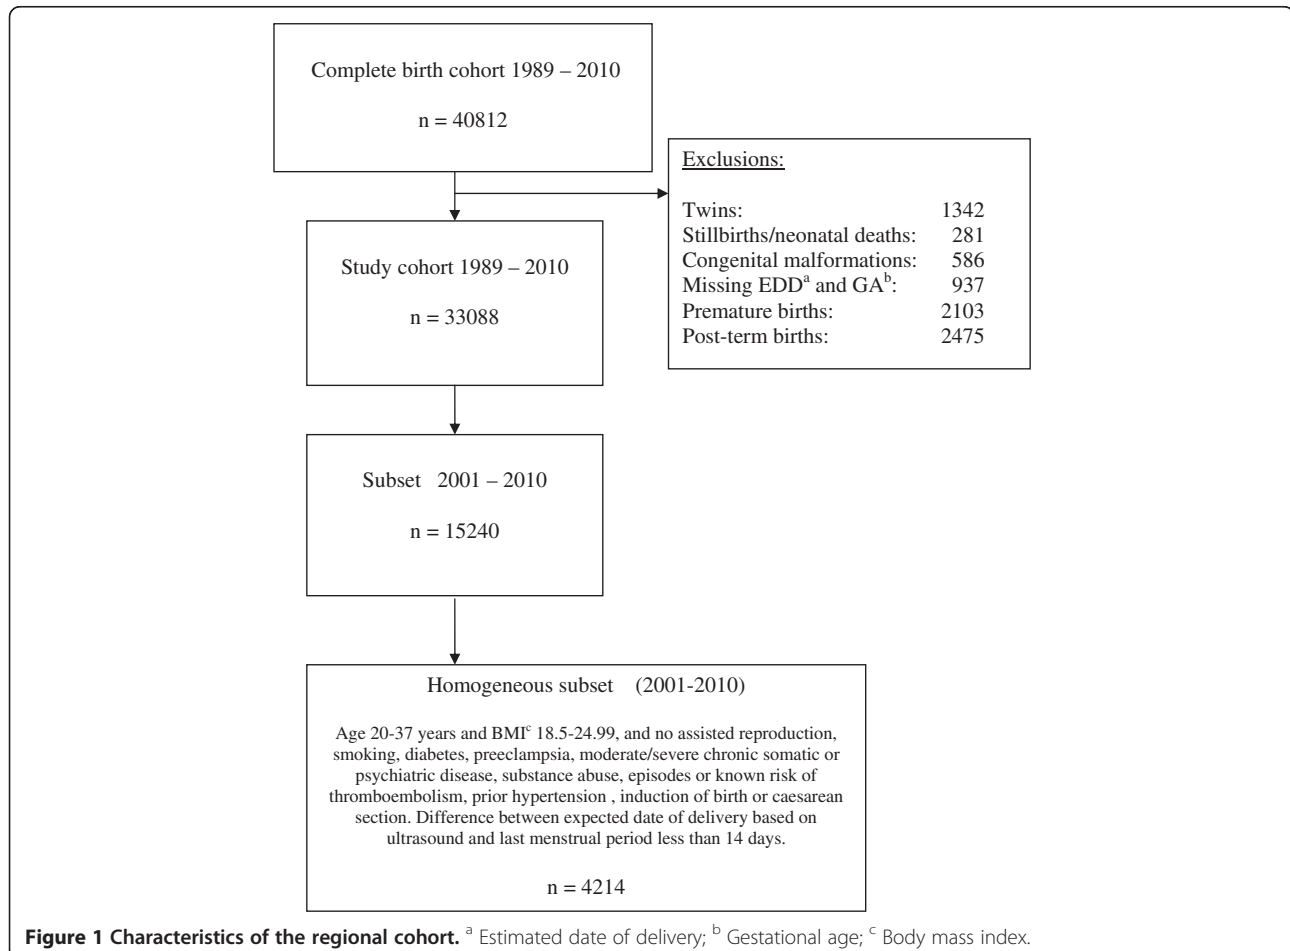 Complete birth cohort 1989 – 2010
n = 40812
Exclusions:
Twins: 1342
Stillbirths/neonatal deaths: 281
Congenital malformations: 586
Missing EDDᵃ and GAᵇ: 937
Premature births: 2103
Post-term births: 2475
Study cohort 1989 – 2010
n = 33088
Subset 2001 – 2010
n = 15240
Homogeneous subset (2001-2010)
Age 20-37 years and BMIᶜ 18.5-24.99, and no assisted reproduction,
smoking, diabetes, preeclampsia, moderate/severe chronic somatic or
psychiatric disease, substance abuse, episodes or known risk of
thromboembolism, prior hypertension , induction of birth or caesarean
section. Difference between expected date of delivery based on
ultrasound and last menstrual period less than 14 days.
n = 4214
Figure 1 Characteristics of the regional cohort. ᵃ Estimated date of delivery; ᵇ Gestational age; ᶜ Body mass index.